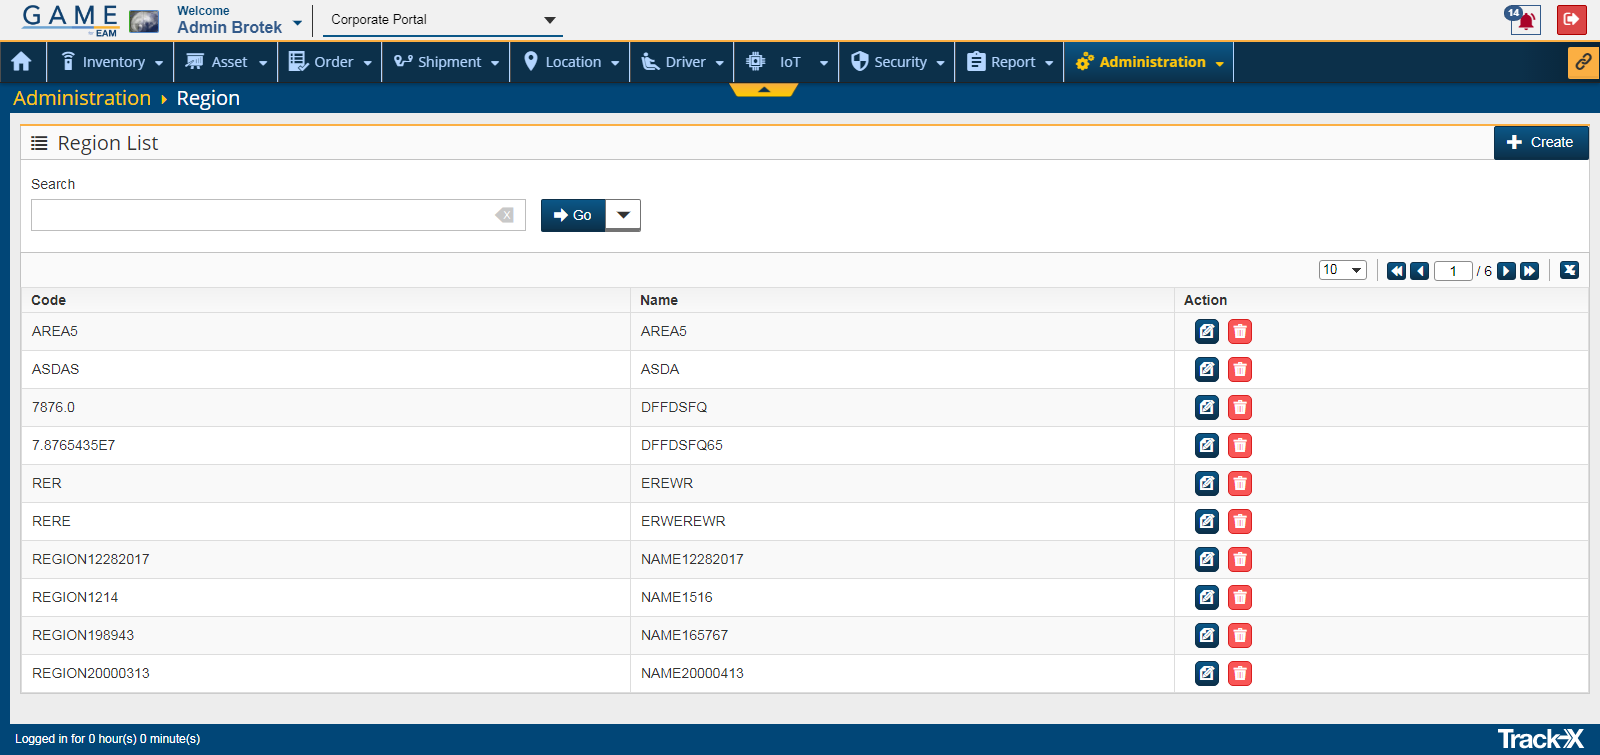 GAME
by EAM
Welcome
Admin Brotek
Corporate Portal
14
Inventory
Asset
Order
Shipment
Location
Driver
IoT
Security
Report
Administration
Administration Region
Region List
Create
Search
X
Go
10
1 / 6
Code Name Action
AREA5 AREA5
ASDAS ASDA
7876.0 DFFDSFQ
7.8765435E7 DFFDSFQ65
RER EREWR
RERE ERWEREWR
REGION12282017 NAME12282017
REGION1214 NAME1516
REGION198943 NAME165767
REGION20000313 NAME20000413
Logged in for 0 hour(s) 0 minute(s)
Track-X